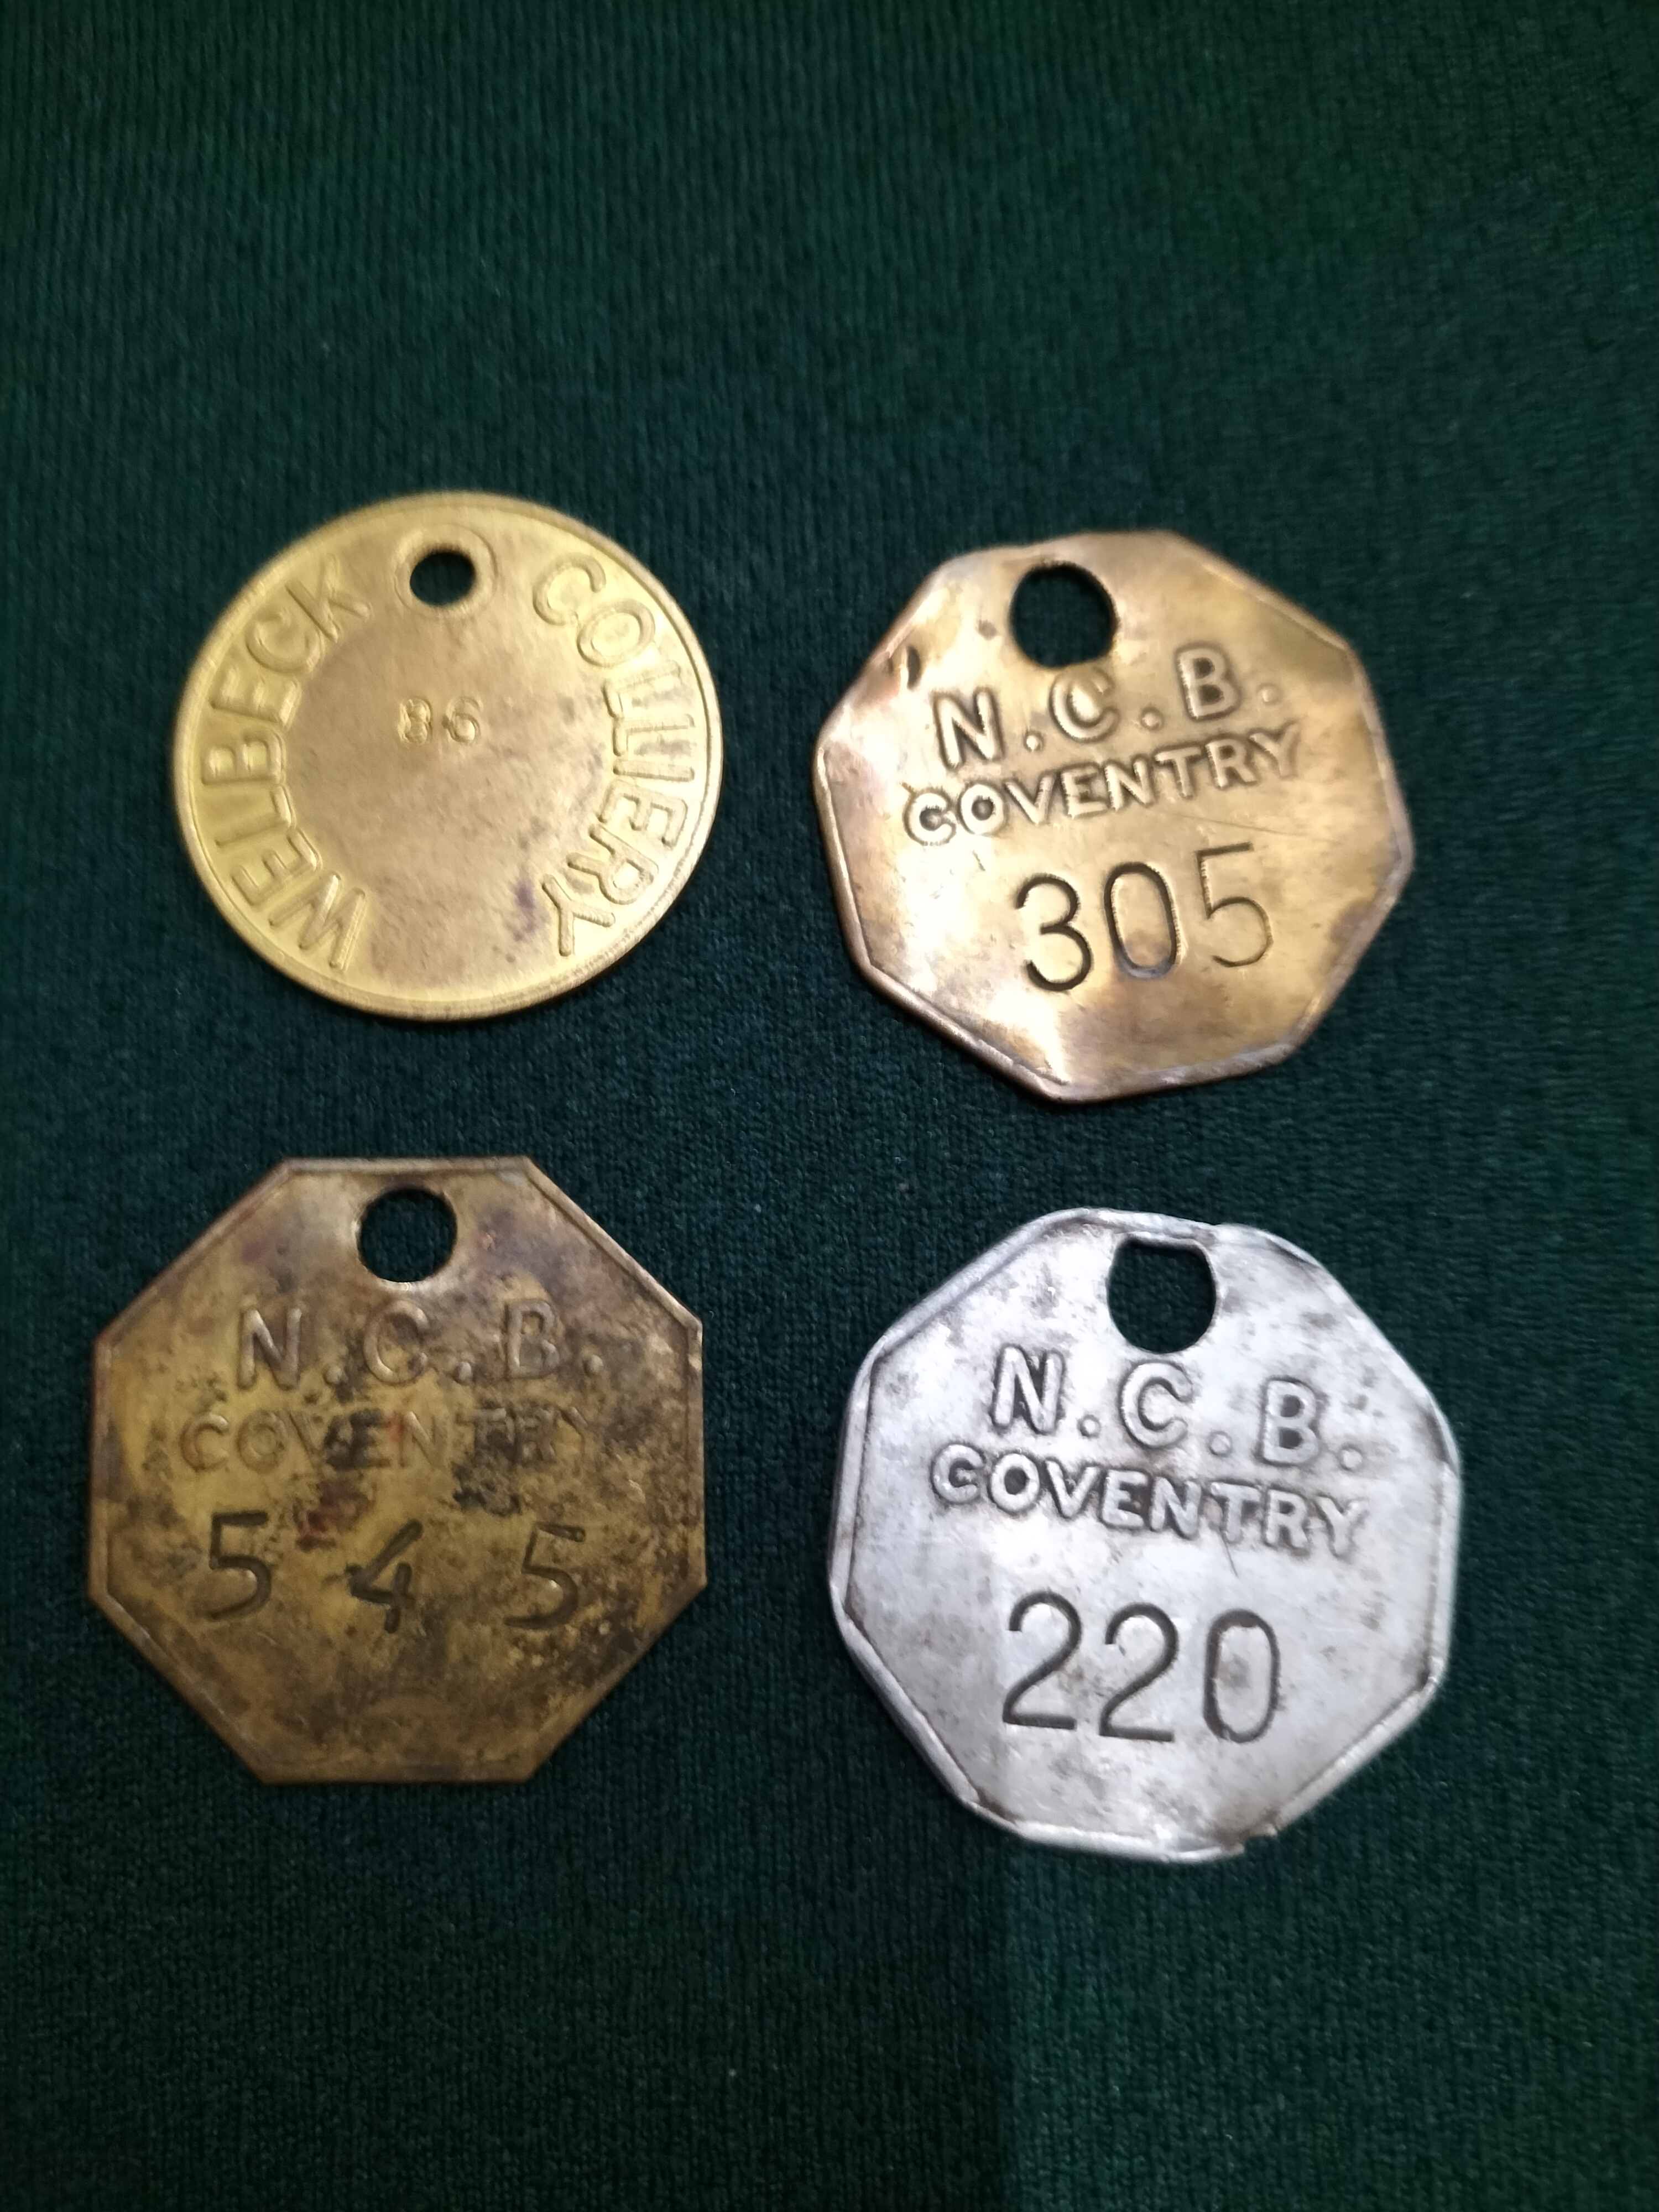 WELBECK COLLIERY
86
N.C.B.
COVENTRY
305
N.C.B.
COVENTRY
545
N.C.B.
COVENTRY
220